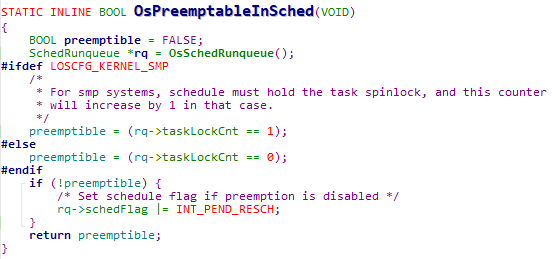 STATIC INLINE BOOL OsPreemptableInSched(VOID)
{
    BOOL preemptible = FALSE;
    SchedRunqueue *rq = OsSchedRunqueue();
#ifdef LOSCFG_KERNEL_SMP
    /*
     * For smp systems, schedule must hold the task spinlock, and this counter
     * will increase by 1 in that case.
     */
    preemptible = (rq->taskLockCnt == 1);
#else
    preemptible = (rq->taskLockCnt == 0);
#endif
    if (!preemptible) {
        /* Set schedule flag if preemption is disabled */
        rq->schedFlag |= INT_PEND_RESCH;
    }
    return preemptible;
}